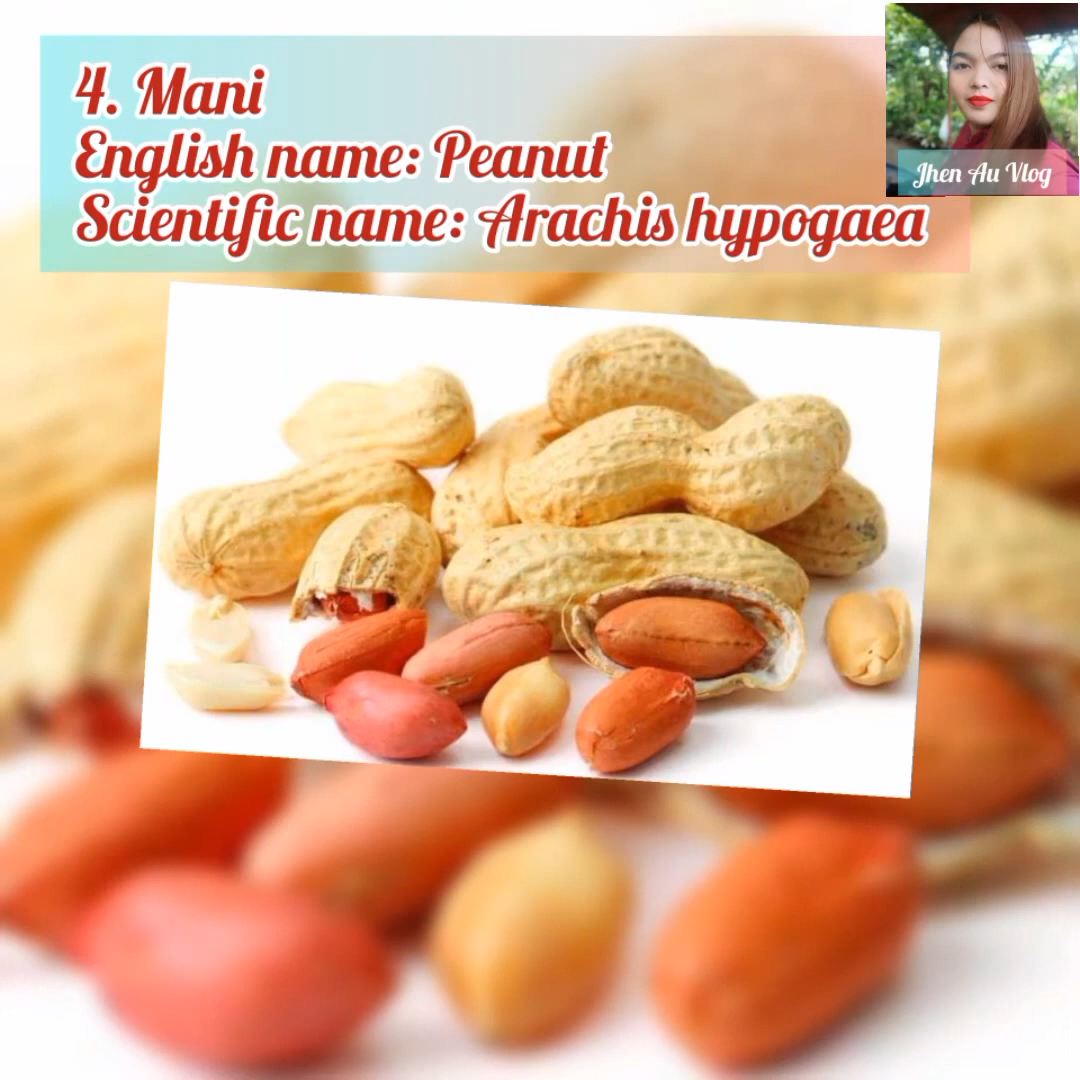 4. Mani
English name: Peanut
Scientific name: Arachis hypogaea
Jhen Au Vlog